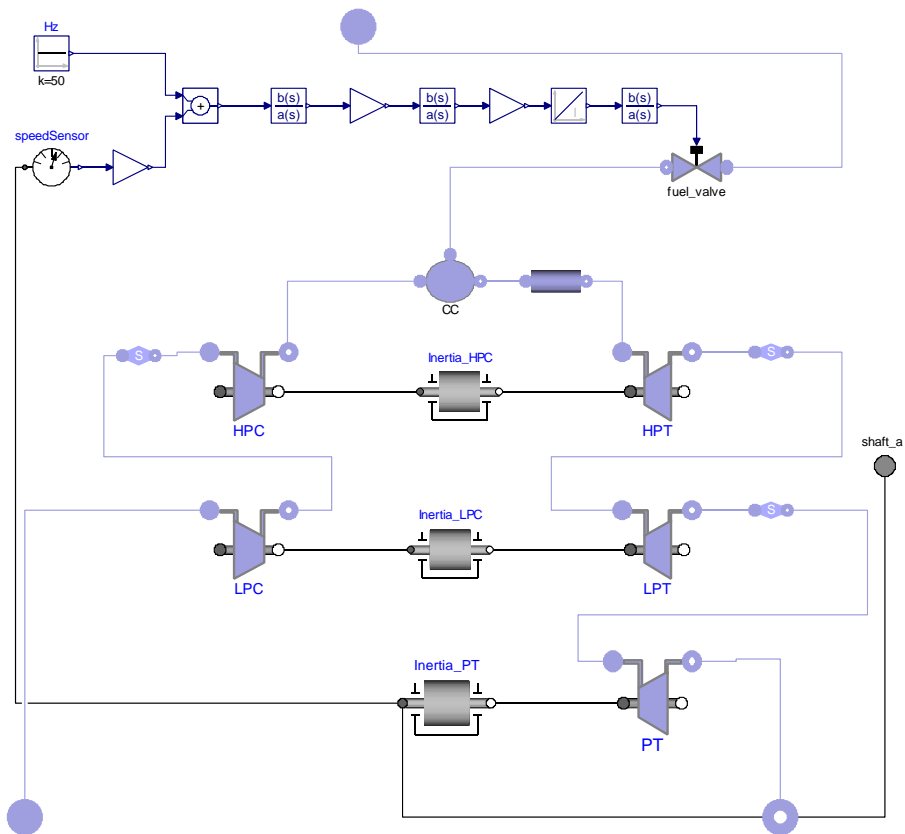 Hz
k=50
b(s)
a(s)
b(s)
a(s)
b(s)
a(s)
+
speedSensor
fuel_valve
CC
S
Inertia_HPC
S
HPC
HPT
shaft_a
Inertia_LPC
S
LPC
LPT
Inertia_PT
PT